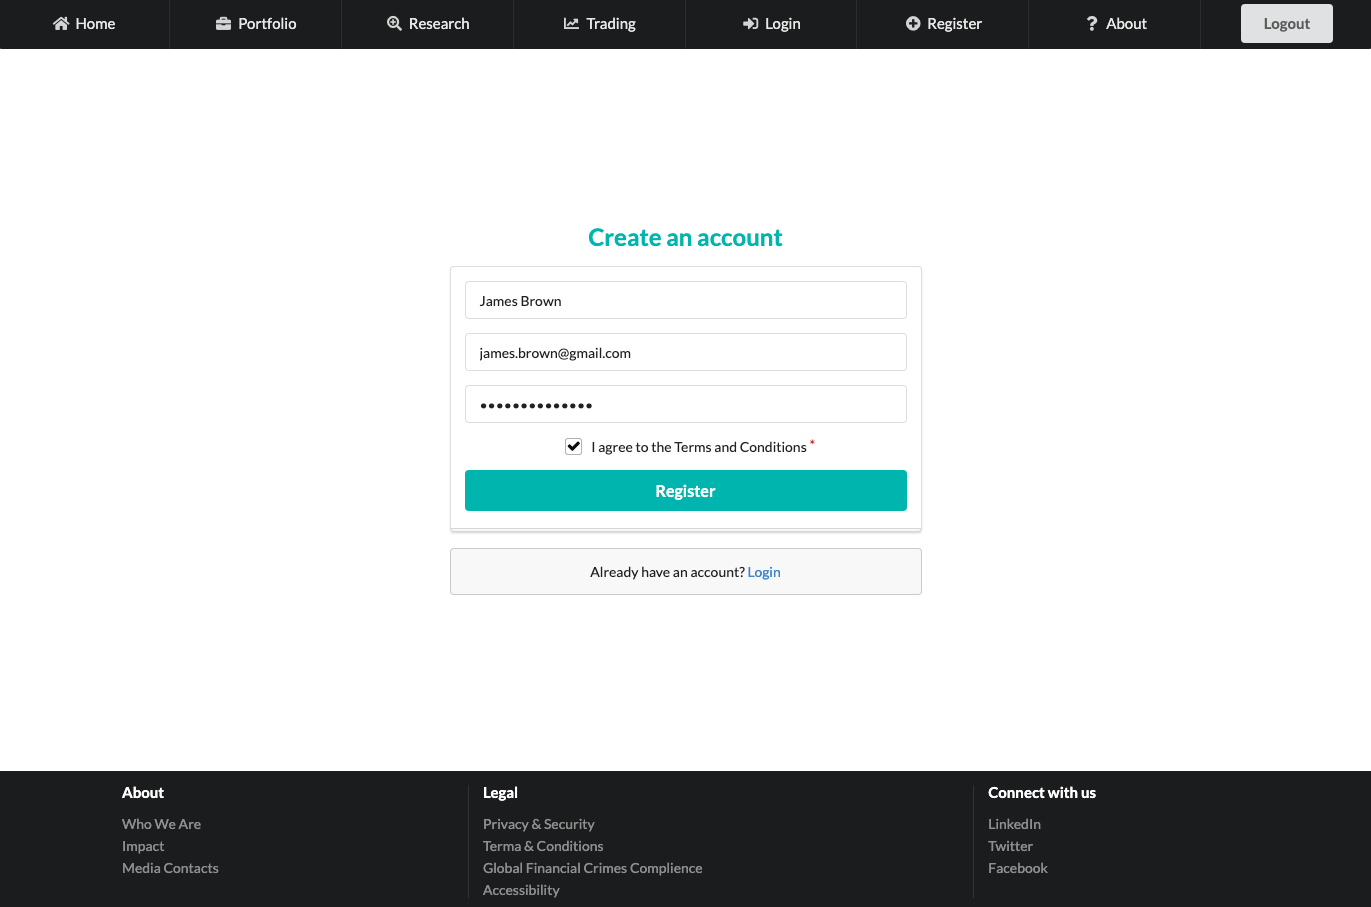 Home Portfolio Research Trading Login Register About Logout
Create an account
James Brown
james.brown@gmail.com
••••••••••••••
I agree to the Terms and Conditions *
Register
Already have an account? Login
About
Who We Are
Impact
Media Contacts
Legal
Privacy & Security
Terma & Conditions
Global Financial Crimes Complience
Accessibility
Connect with us
LinkedIn
Twitter
Facebook